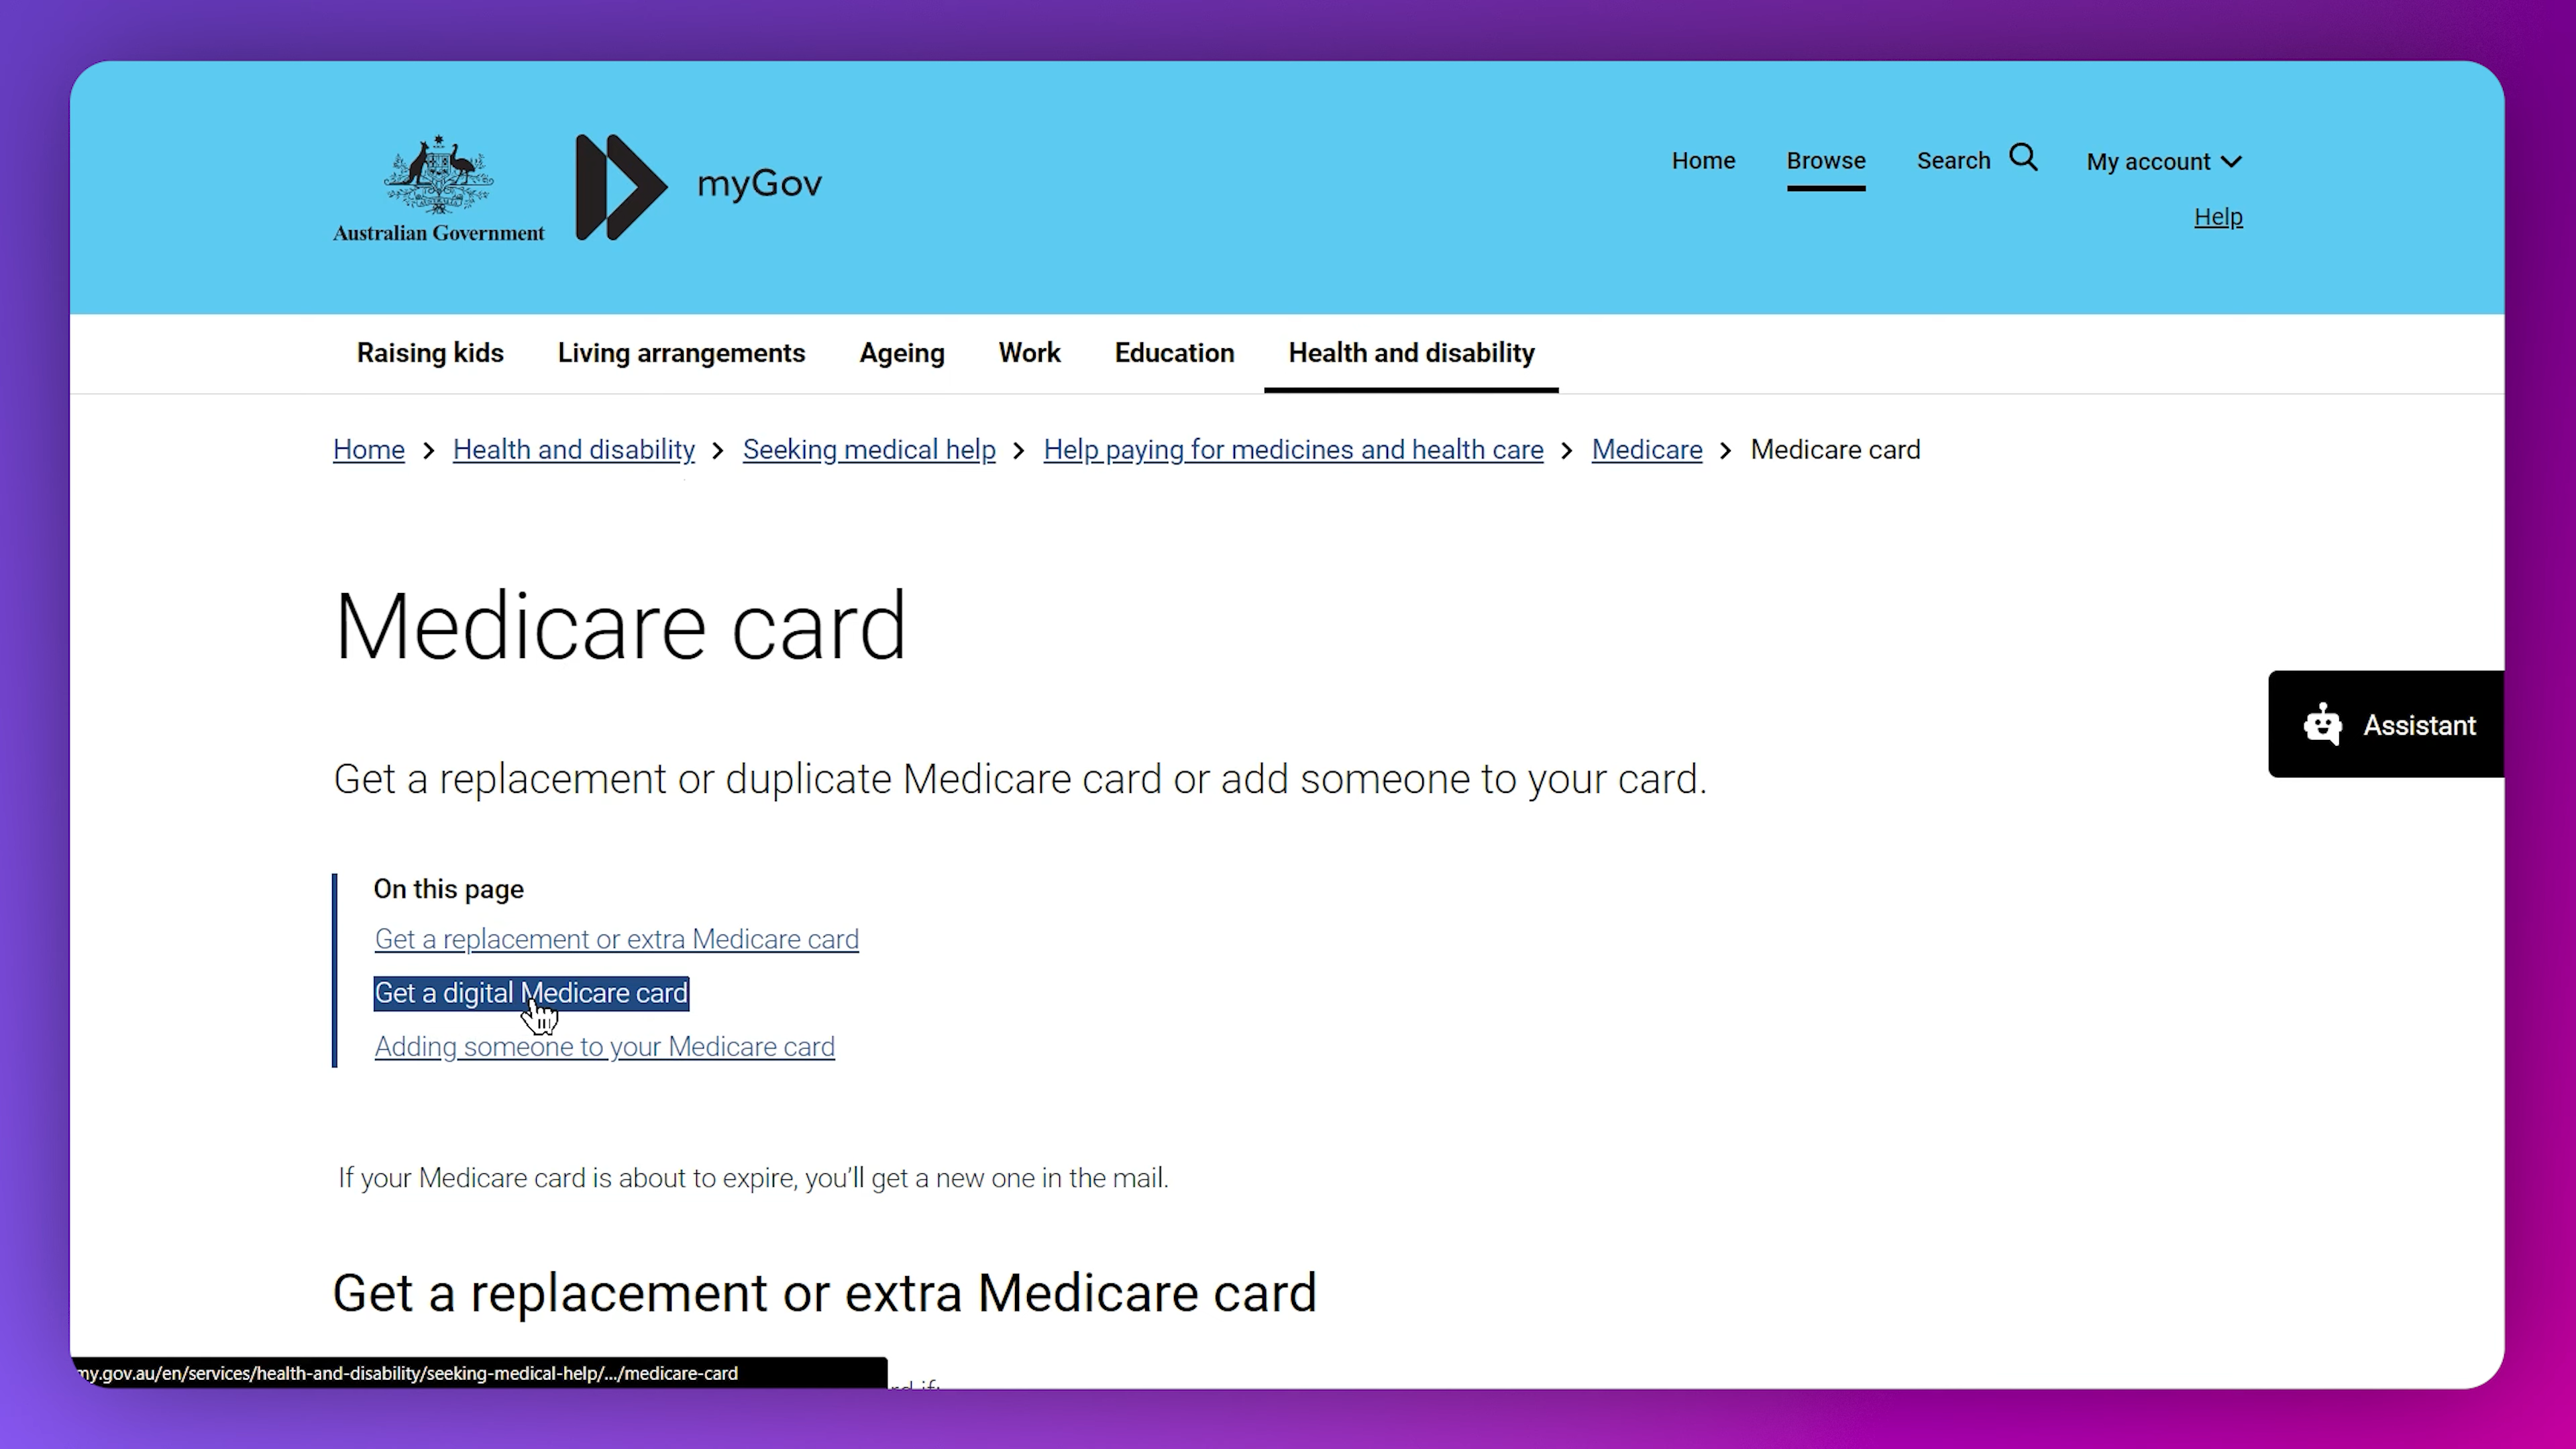 Australian Government
myGov
Home
Browse
Search
My account
Help
Raising kids
Living arrangements
Ageing
Work
Education
Health and disability
Home > Health and disability > Seeking medical help > Help paying for medicines and health care > Medicare > Medicare card
Medicare card
Assistant
Get a replacement or duplicate Medicare card or add someone to your card.
On this page
Get a replacement or extra Medicare card
Get a digital Medicare card
Adding someone to your Medicare card
If your Medicare card is about to expire, you’ll get a new one in the mail.
Get a replacement or extra Medicare card
my.gov.au/en/services/health-and-disability/seeking-medical-help/.../medicare-card